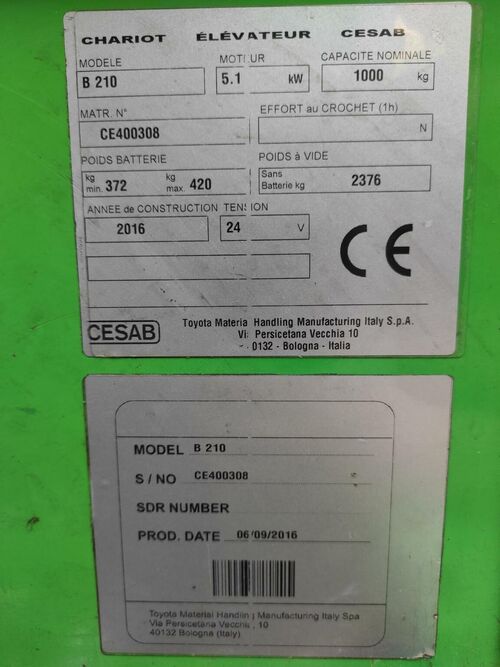 CHARIOT ÉLÉVATEUR CESAB
MODELE MOTEUR CAPACITE NOMINALE
B 210 5.1 kW 1000 kg
MATR. N° EFFORT au CROCHET (1h)
CE400308 N
POIDS BATTERIE POIDS à VIDE
kg min. 372 kg max. 420 Sans Batterie kg 2376
ANNEE de CONSTRUCTION TENSION
2016 24 V
CE
CESAB
Toyota Material Handling Manufacturing Italy S.p.A.
Via Persicetana Vecchia 10
40132 - Bologna - Italia
MODEL B 210
S / NO CE400308
SDR NUMBER
PROD. DATE 06/09/2016
Toyota Material Handling Manufacturing Italy Spa
Via Persicetana Vecchia, 10
40132 Bologna (Italy)